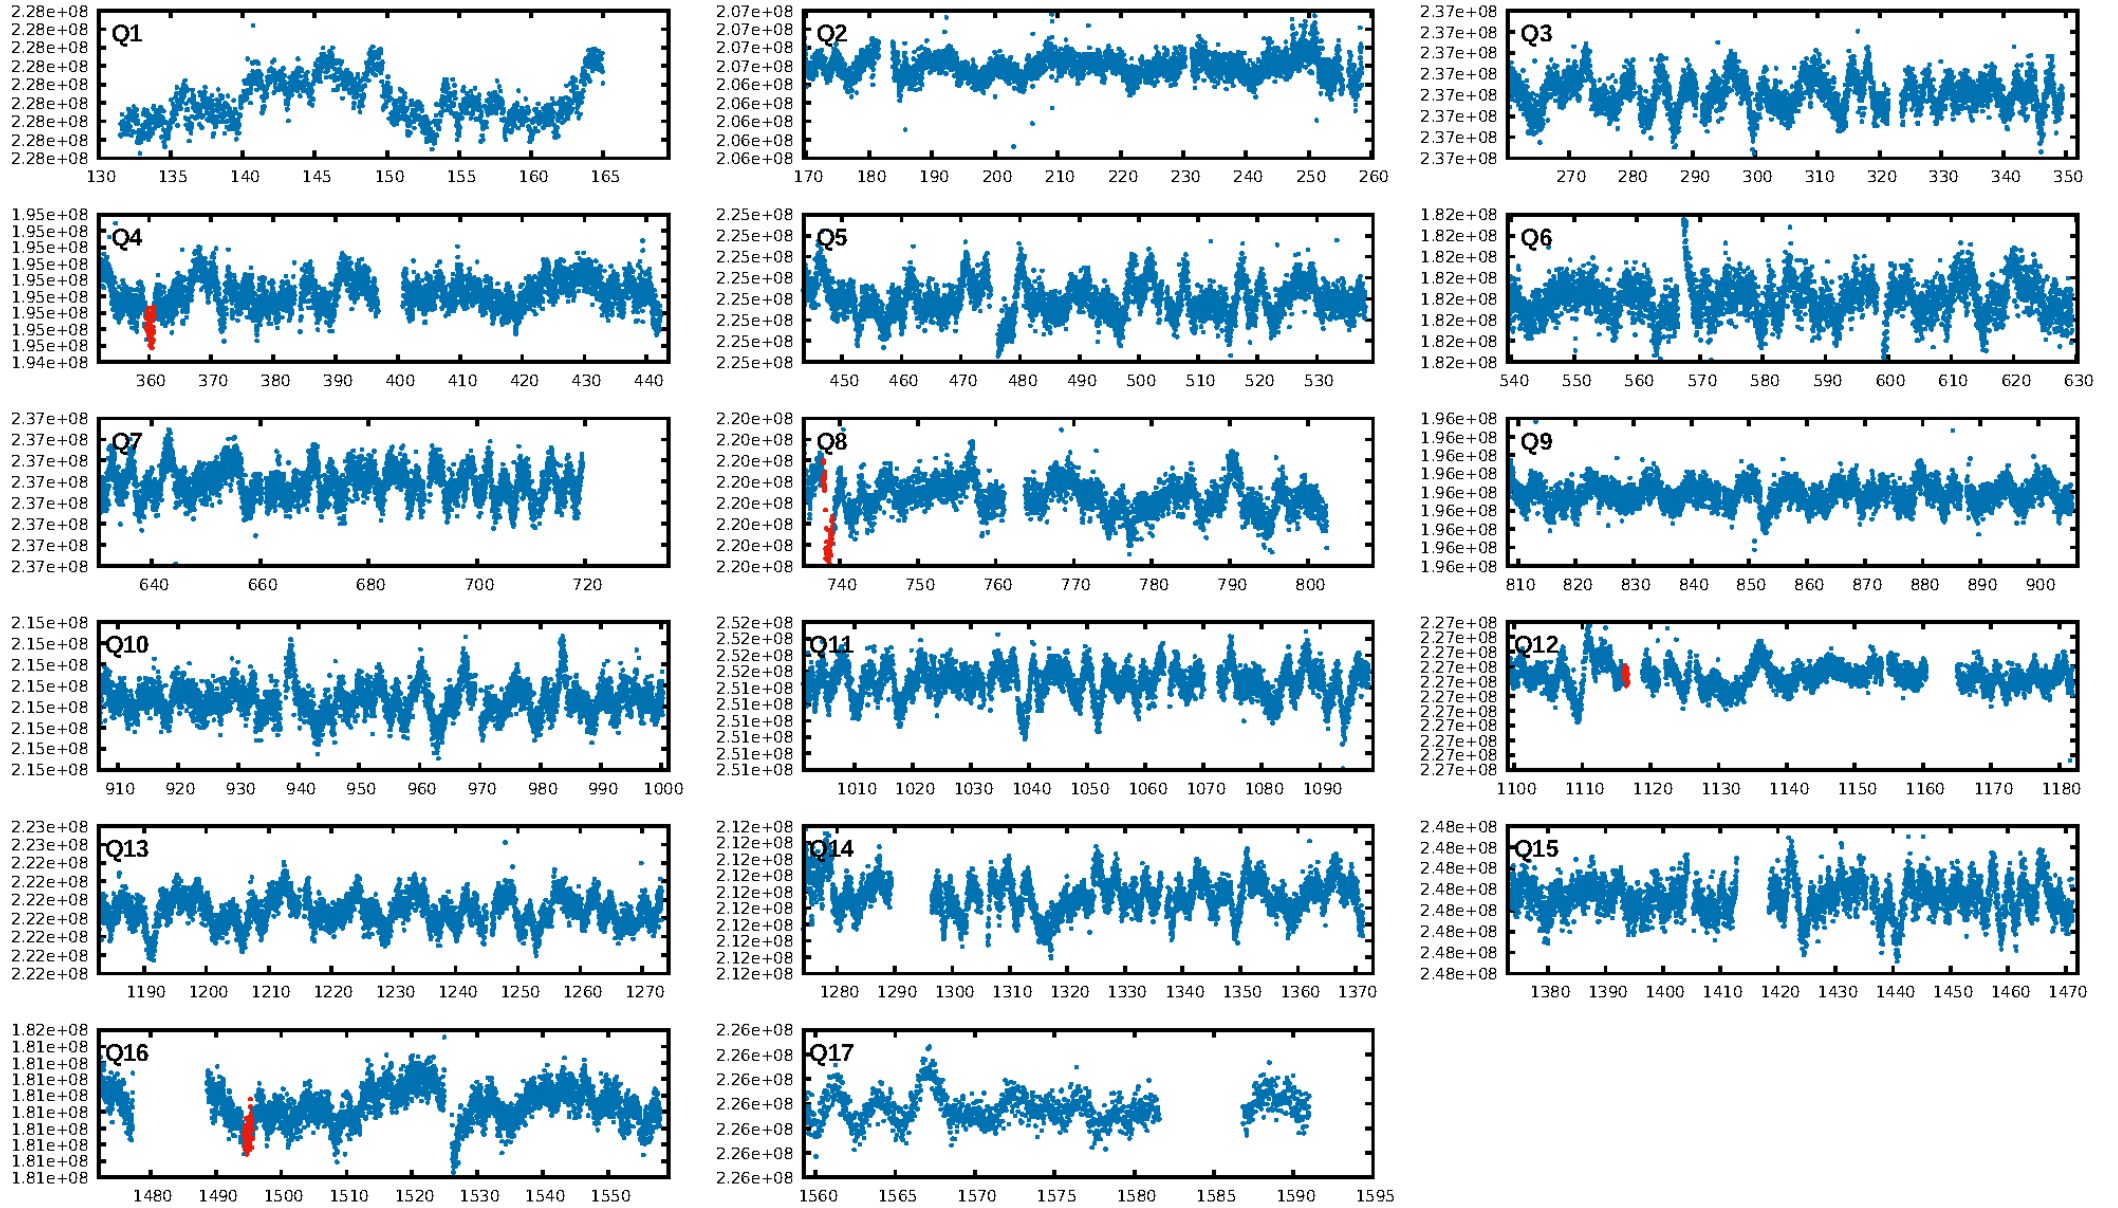 2.28e+08
2.28e+08
2.28e+08
2.28e+08
2.28e+08
2.28e+08
2.28e+08
2.28e+08
2.28e+08
Q1
130 135 140 145 150 155 160 165
2.07e+08
2.07e+08
2.07e+08
2.07e+08
2.06e+08
2.06e+08
2.06e+08
2.06e+08
2.06e+08
Q2
170 180 190 200 210 220 230 240 250 260
2.37e+08
2.37e+08
2.37e+08
2.37e+08
2.37e+08
2.37e+08
2.37e+08
2.37e+08
Q3
270 280 290 300 310 320 330 340 350
1.95e+08
1.95e+08
1.95e+08
1.95e+08
1.95e+08
1.95e+08
1.95e+08
1.95e+08
1.95e+08
1.94e+08
Q4
360 370 380 390 400 410 420 430 440
2.25e+08
2.25e+08
2.25e+08
2.25e+08
2.25e+08
2.25e+08
2.25e+08
2.25e+08
Q5
450 460 470 480 490 500 510 520 530
1.82e+08
1.82e+08
1.82e+08
1.82e+08
1.82e+08
1.82e+08
1.82e+08
1.82e+08
Q6
540 550 560 570 580 590 600 610 620 630
2.37e+08
2.37e+08
2.37e+08
2.37e+08
2.37e+08
2.37e+08
2.37e+08
2.37e+08
Q7
640 660 680 700 720
2.20e+08
2.20e+08
2.20e+08
2.20e+08
2.20e+08
2.20e+08
2.20e+08
2.20e+08
Q8
740 750 760 770 780 790 800
1.96e+08
1.96e+08
1.96e+08
1.96e+08
1.96e+08
1.96e+08
1.96e+08
1.96e+08
1.96e+08
Q9
810 820 830 840 850 860 870 880 890 900
2.15e+08
2.15e+08
2.15e+08
2.15e+08
2.15e+08
2.15e+08
2.15e+08
2.15e+08
Q10
910 920 930 940 950 960 970 980 990 1000
2.52e+08
2.52e+08
2.52e+08
2.52e+08
2.51e+08
2.51e+08
2.51e+08
2.51e+08
2.51e+08
2.51e+08
Q11
1010 1020 1030 1040 1050 1060 1070 1080 1090
2.27e+08
2.27e+08
2.27e+08
2.27e+08
2.27e+08
2.27e+08
2.27e+08
2.27e+08
2.27e+08
2.27e+08
2.27e+08
Q12
1100 1110 1120 1130 1140 1150 1160 1170 1180
2.23e+08
2.23e+08
2.22e+08
2.22e+08
2.22e+08
2.22e+08
2.22e+08
2.22e+08
2.22e+08
Q13
1190 1200 1210 1220 1230 1240 1250 1260 1270
2.12e+08
2.12e+08
2.12e+08
2.12e+08
2.12e+08
2.12e+08
2.12e+08
2.12e+08
2.12e+08
2.12e+08
Q14
1280 1290 1300 1310 1320 1330 1340 1350 1360 1370
2.48e+08
2.48e+08
2.48e+08
2.48e+08
2.48e+08
2.48e+08
2.48e+08
2.48e+08
Q15
1380 1390 1400 1410 1420 1430 1440 1450 1460 1470
1.82e+08
1.81e+08
1.81e+08
1.81e+08
1.81e+08
1.81e+08
1.81e+08
1.81e+08
1.81e+08
1.81e+08
Q16
1480 1490 1500 1510 1520 1530 1540 1550
2.26e+08
2.26e+08
2.26e+08
2.26e+08
2.26e+08
2.26e+08
2.26e+08
Q17
1560 1565 1570 1575 1580 1585 1590 1595